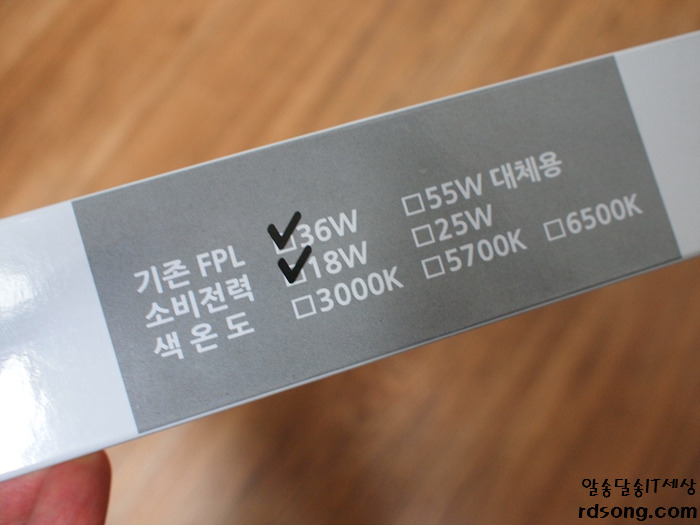 기존 FPL ☑36W ☐55W 대체용
소비전력 ☑18W ☐25W
색 온 도 ☐3000K ☐5700K ☐6500K
알송달송IT세상
rdsong.com